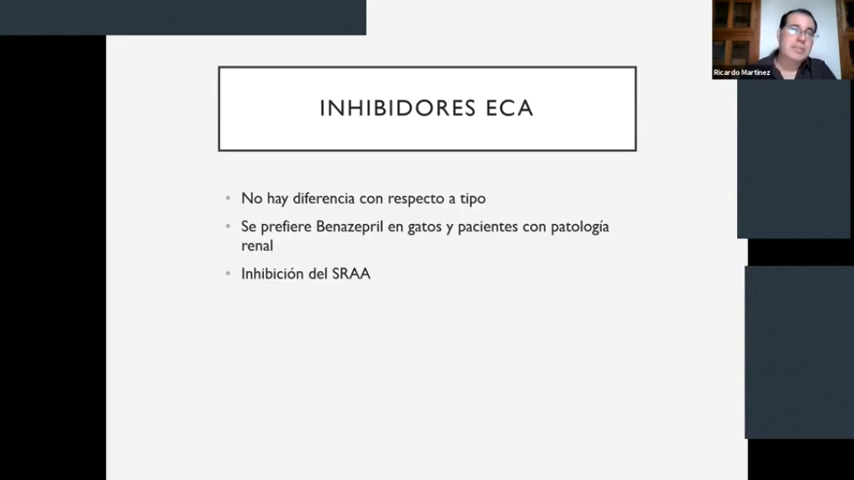 Ricardo Martínez
INHIBIDORES ECA
• No hay diferencia con respecto a tipo
• Se prefiere Benazepril en gatos y pacientes con patología
renal
• Inhibición del SRAA